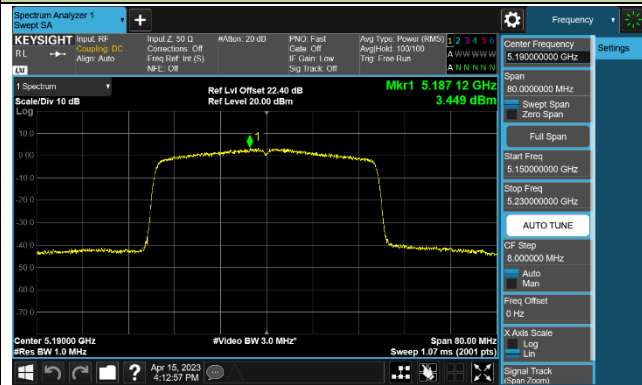 Spectrum Analyzer 1
Swept SA
Frequency
KEYSIGHT
RL
LXI
Input: RF
Coupling: DC
Align: Auto
Input Z: 50 Ω
Corrections: Off
Freq Ref: Int (S)
NFE: Off
#Atten: 20 dB
PNO: Fast
Gate: Off
IF Gain: Low
Sig Track: Off
Avg Type: Power (RMS)
Avg|Hold: 100/100
Trig: Free Run
1 2 3 4 5 6
A W W W W W
A N N N N N
1 Spectrum
Scale/Div 10 dB
Log
Ref Lvl Offset 22.40 dB
Ref Level 20.00 dBm
Mkr1 5.187 12 GHz
3.449 dBm
1
10.0
0.00
-10.0
-20.0
-30.0
-40.0
-50.0
-60.0
-70.0
Center 5.19000 GHz
#Res BW 1.0 MHz
#Video BW 3.0 MHz*
Span 80.00 MHz
Sweep 1.07 ms (2001 pts)
Apr 15, 2023
4:12:57 PM
Center Frequency
5.190000000 GHz
Settings
Span
80.0000000 MHz
Swept Span
Zero Span
Full Span
Start Freq
5.150000000 GHz
Stop Freq
5.230000000 GHz
AUTO TUNE
CF Step
8.000000 MHz
Auto
Man
Freq Offset
0 Hz
X Axis Scale
Log
Lin
Signal Track
(Span Zoom)